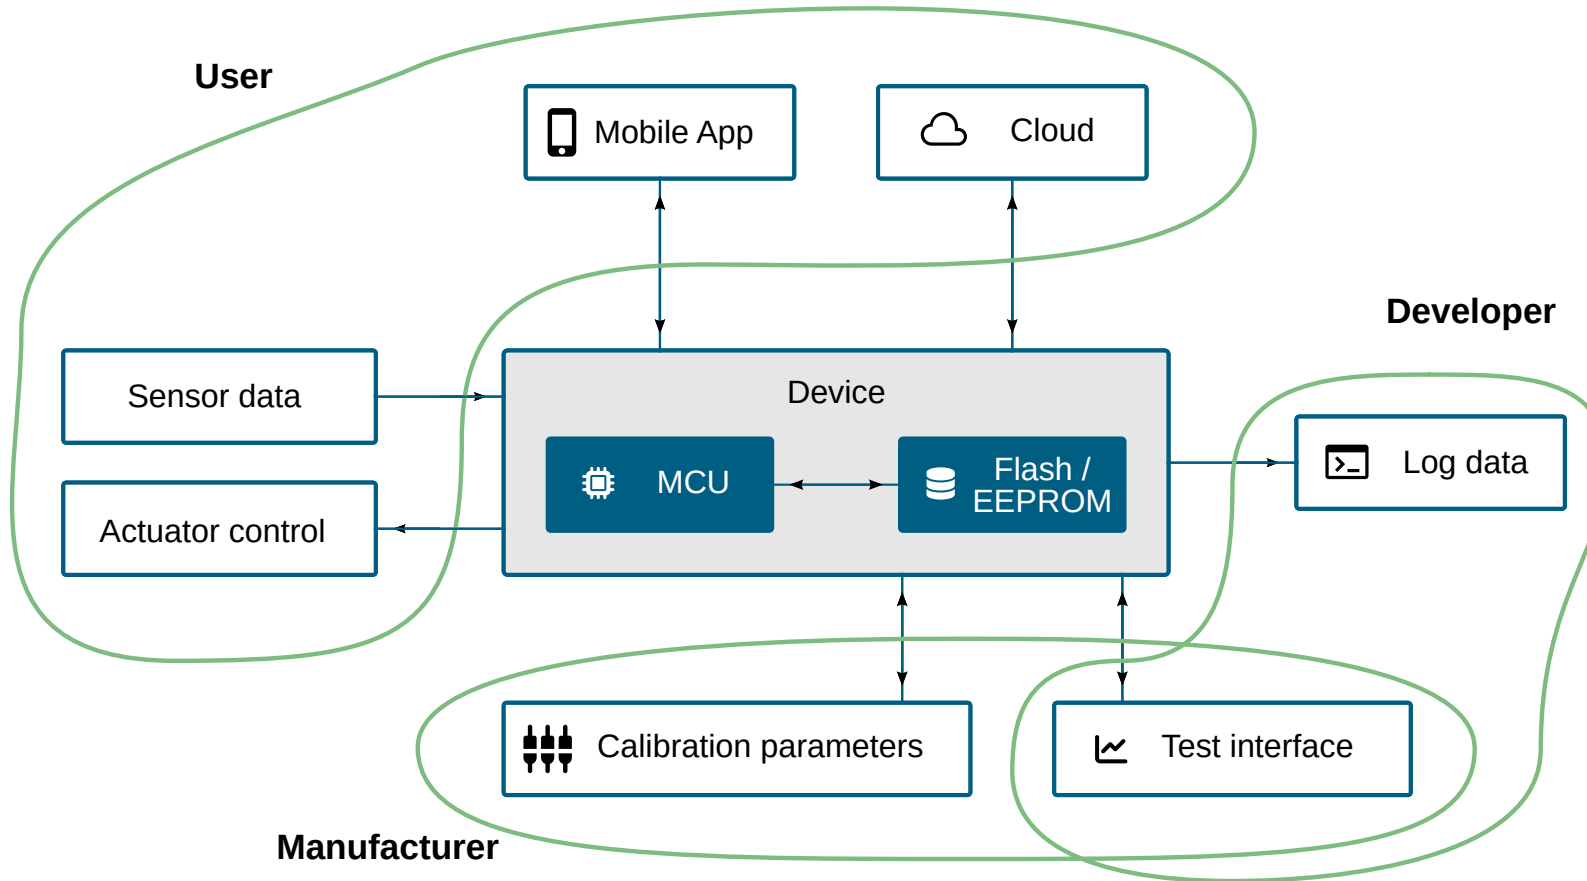 User
Mobile App
Cloud
Developer
Sensor data
Device
Actuator control
MCU
Flash /
EEPROM
Log data
Calibration parameters
Test interface
Manufacturer